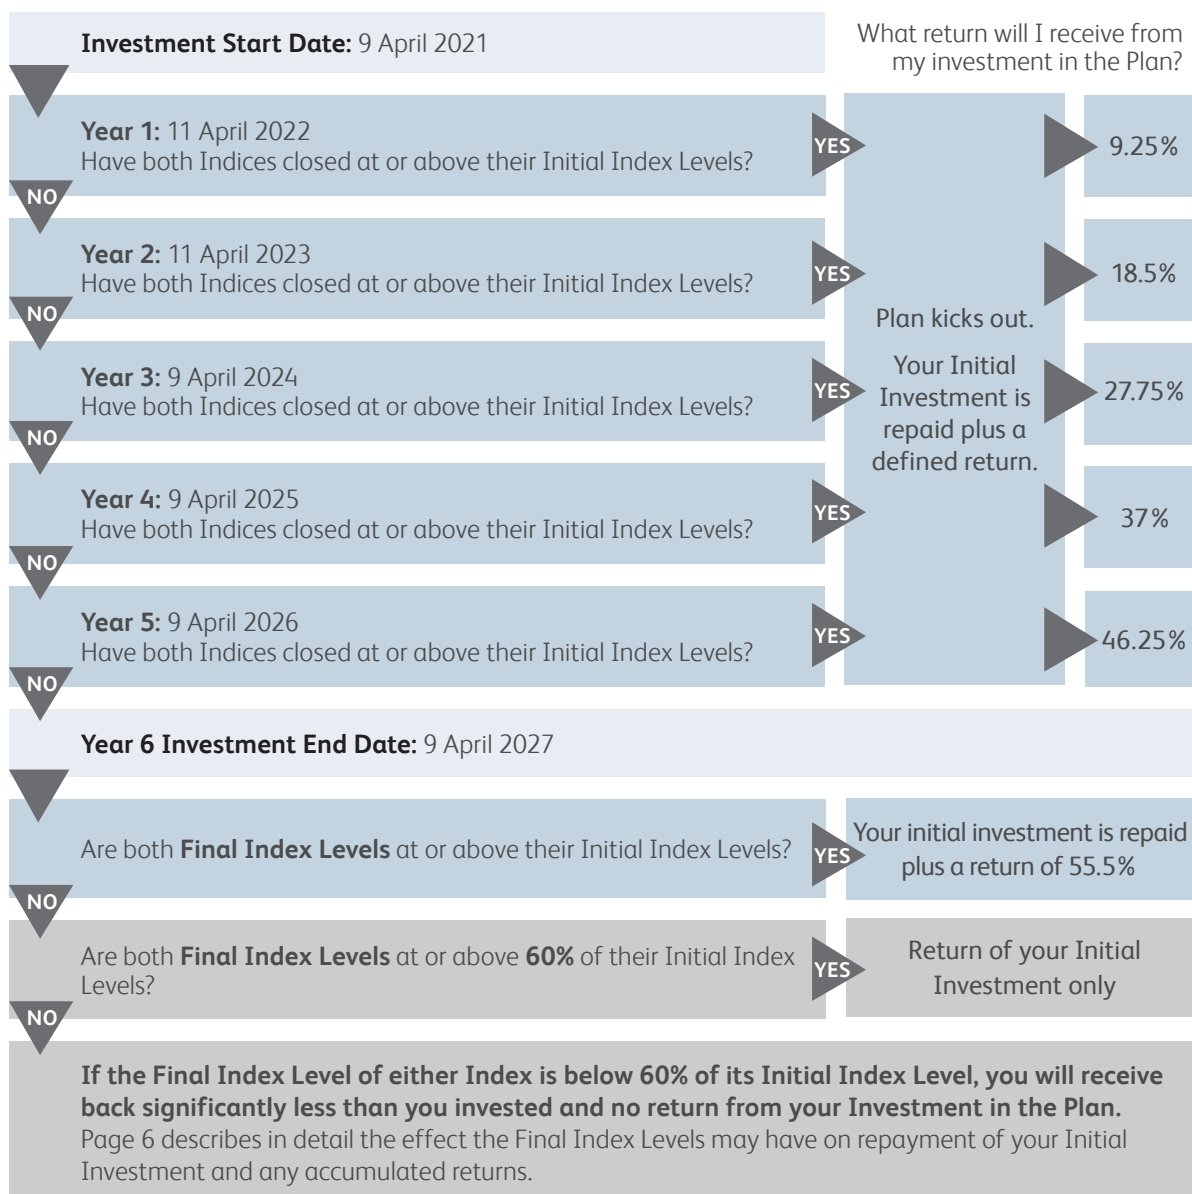 Investment Start Date: 9 April 2021
What return will I receive from
my investment in the Plan?
Year 1: 11 April 2022
Have both Indices closed at or above their Initial Index Levels?
YES
9.25%
NO
Year 2: 11 April 2023
Have both Indices closed at or above their Initial Index Levels?
YES
18.5%
NO
Plan kicks out.
Your Initial
Investment is
repaid plus a
defined return.
Year 3: 9 April 2024
Have both Indices closed at or above their Initial Index Levels?
YES
27.75%
NO
Year 4: 9 April 2025
Have both Indices closed at or above their Initial Index Levels?
YES
37%
NO
Year 5: 9 April 2026
Have both Indices closed at or above their Initial Index Levels?
YES
46.25%
NO
Year 6 Investment End Date: 9 April 2027
Are both Final Index Levels at or above their Initial Index Levels?
YES
Your initial investment is repaid
plus a return of 55.5%
NO
Are both Final Index Levels at or above 60% of their Initial Index
Levels?
YES
Return of your Initial
Investment only
NO
If the Final Index Level of either Index is below 60% of its Initial Index Level, you will receive
back significantly less than you invested and no return from your Investment in the Plan.
Page 6 describes in detail the effect the Final Index Levels may have on repayment of your Initial
Investment and any accumulated returns.